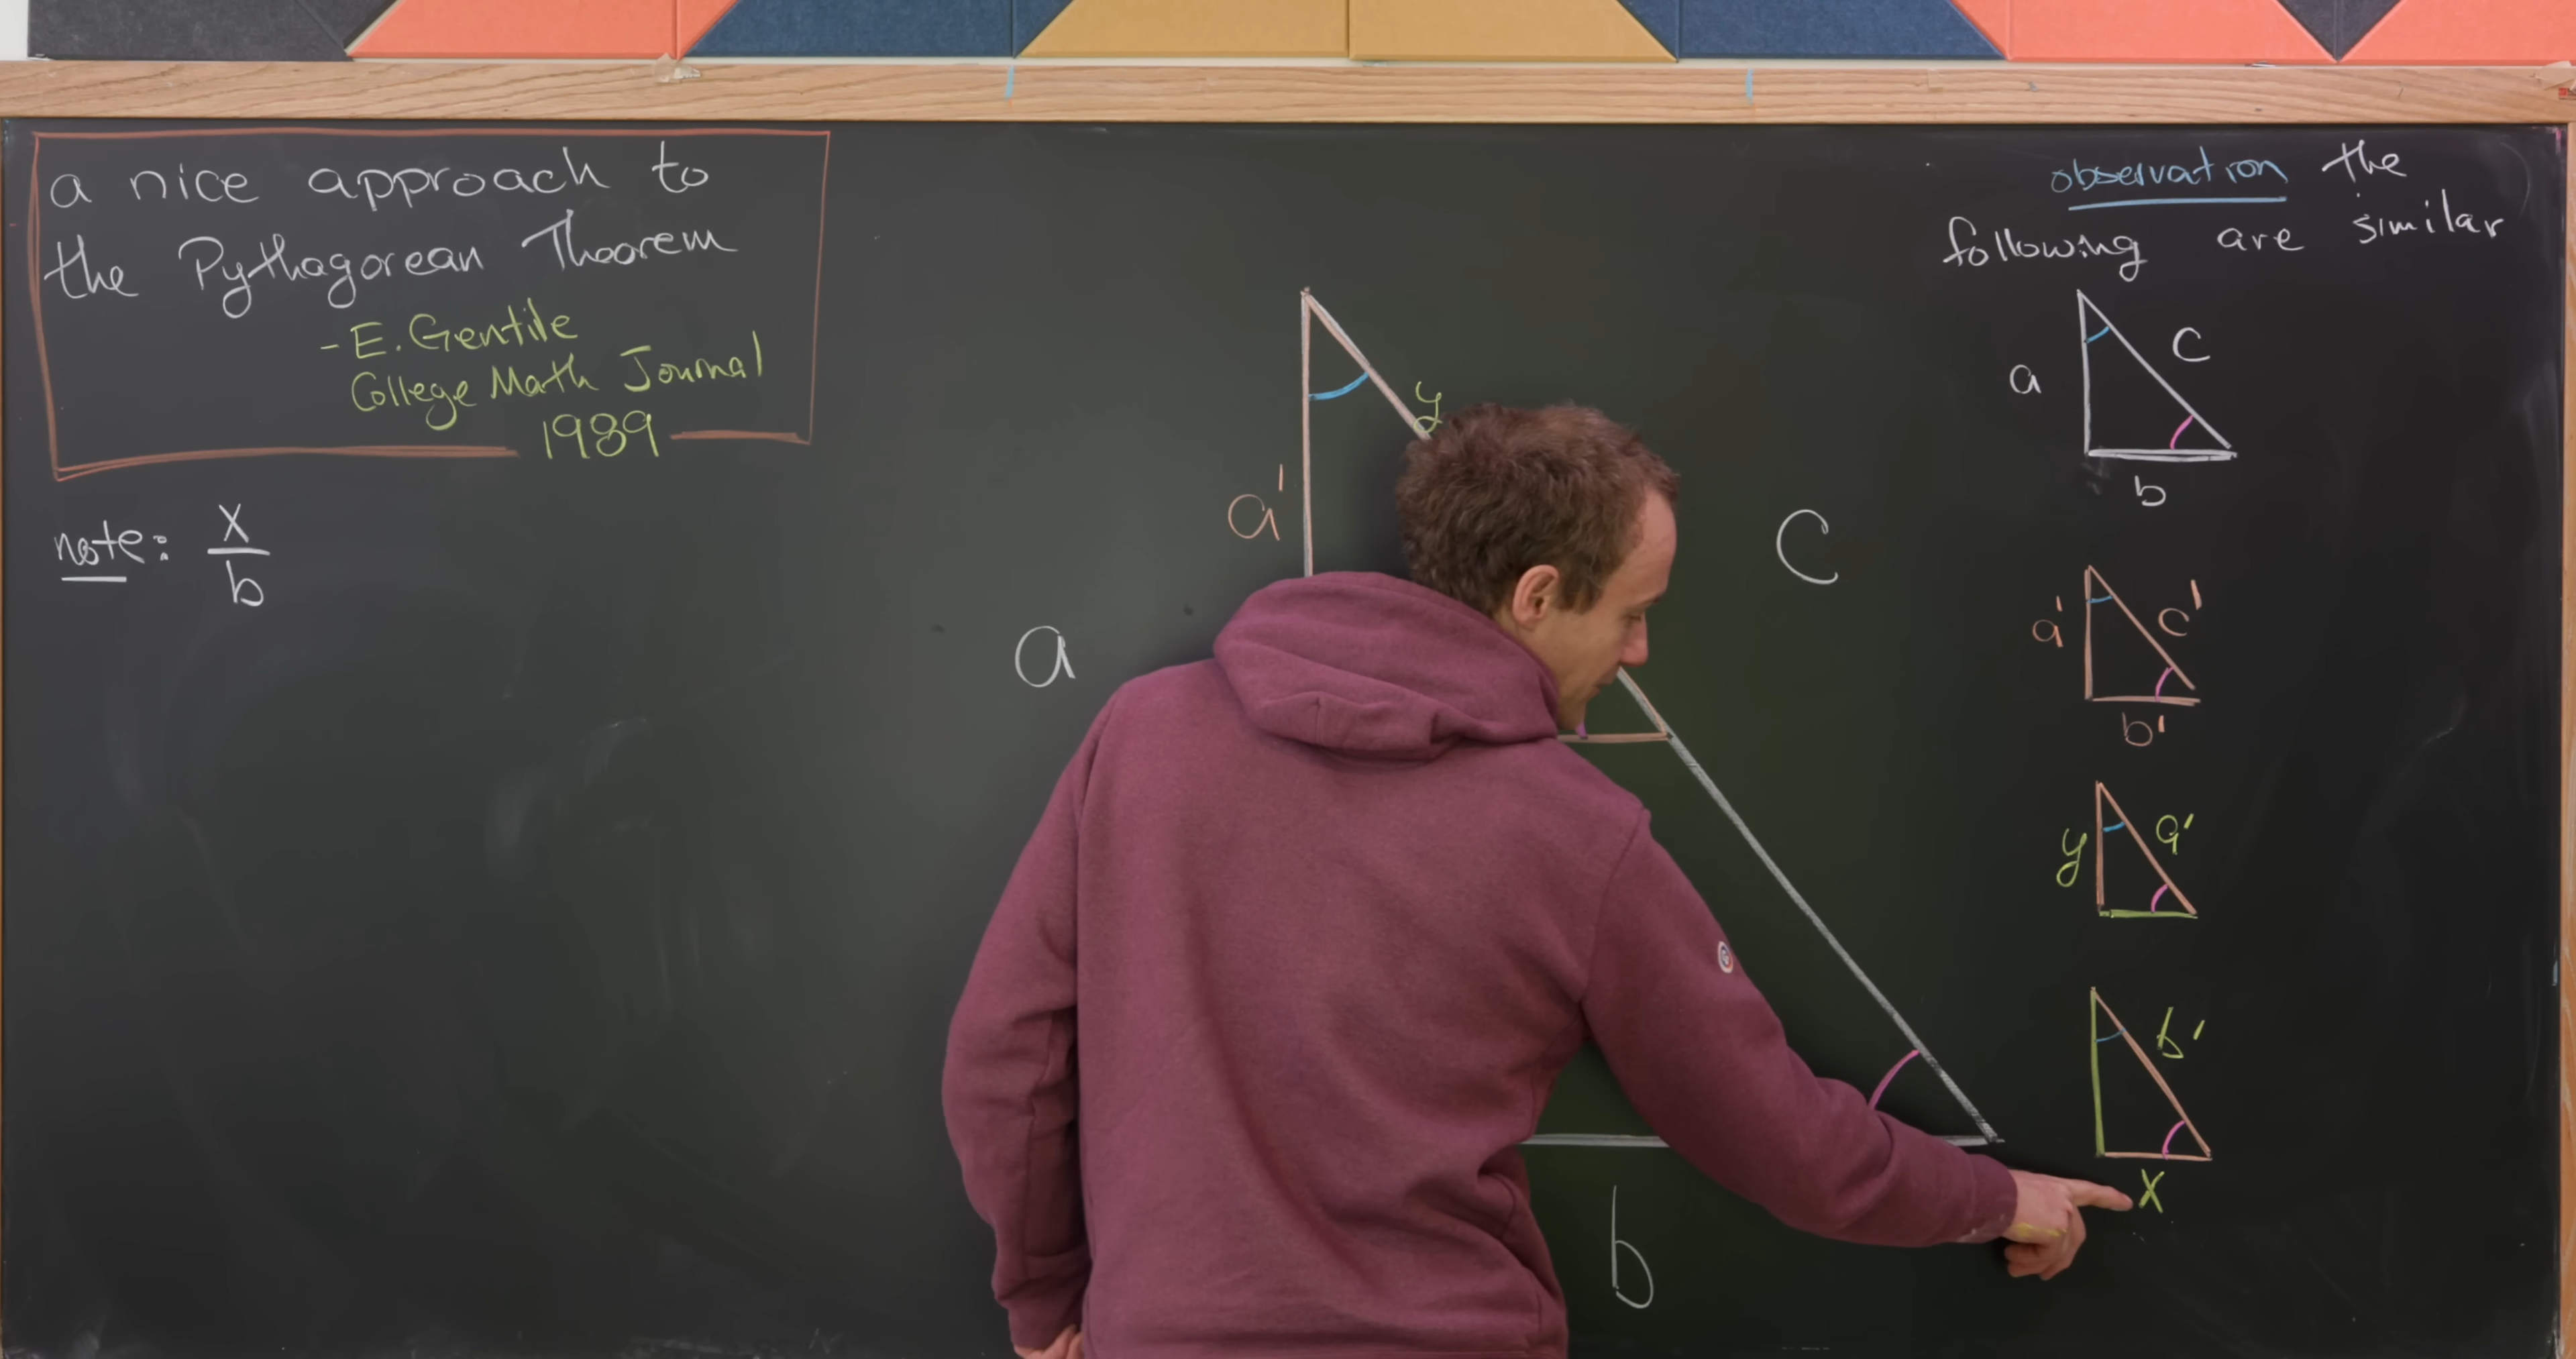 a nice approach to
the Pythagorean Theorem
- E. Gentile
College Math Journal
1989
note: x/b
a'
y
a
c
b
observation the
following are similar
a
c
b
a'
c'
b'
y
a'
b'
x